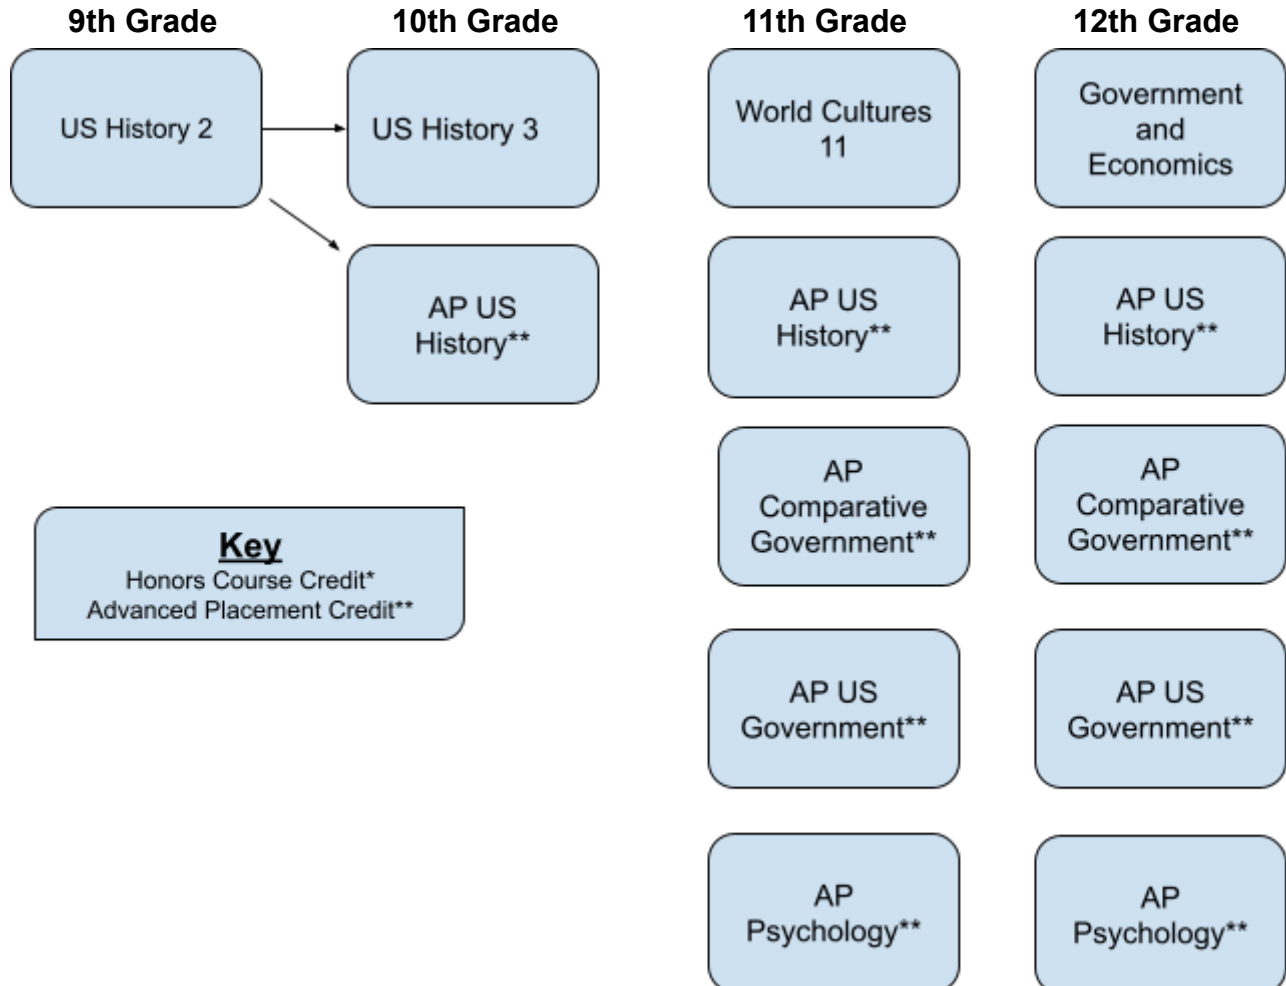 9th Grade
10th Grade
11th Grade
12th Grade
US History 2
US History 3
World Cultures
11
Government
and
Economics
AP US
History**
AP US
History**
AP US
History**
AP
Comparative
Government**
AP
Comparative
Government**
Key
Honors Course Credit*
Advanced Placement Credit**
AP US
Government**
AP US
Government**
AP
Psychology**
AP
Psychology**